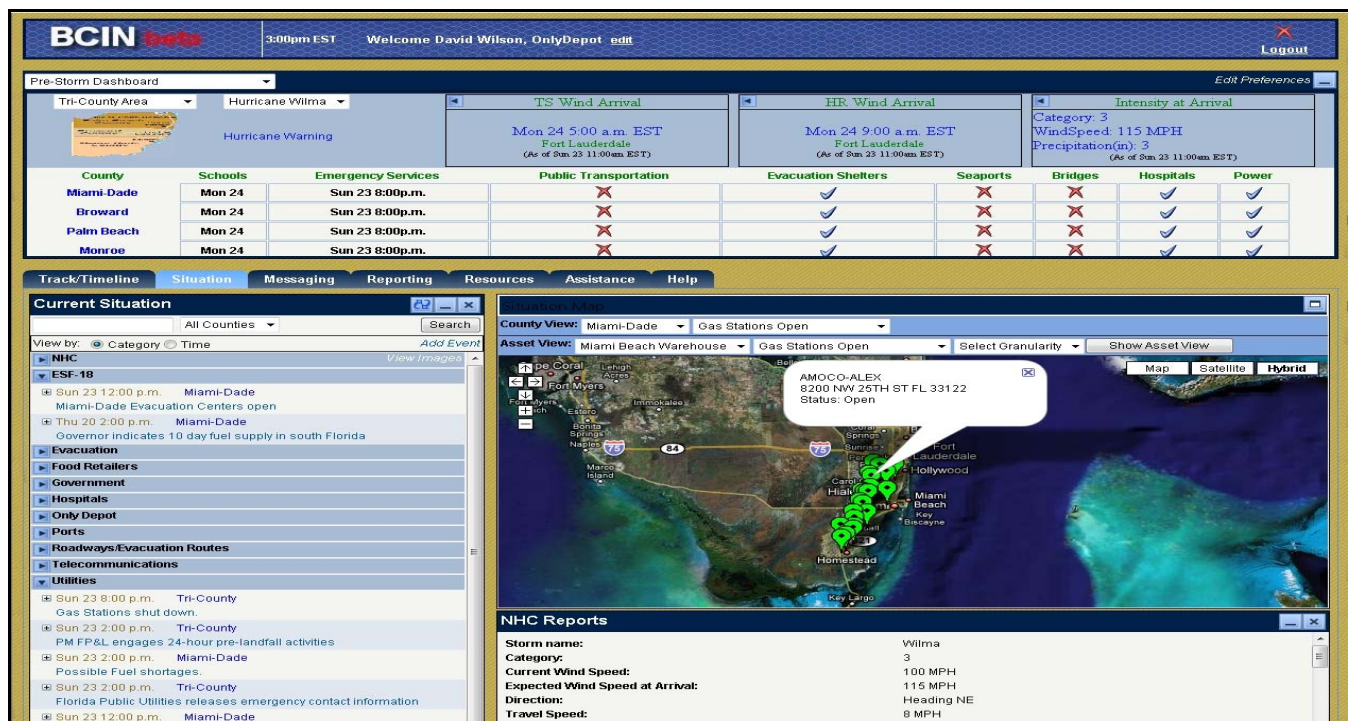 BCIN beta
3:00pm EST Welcome David Wilson, OnlyDepot edit
Logout
Pre-Storm Dashboard
Edit Preferences
Tri-County Area Hurricane Wilma
Hurricane Warning
TS Wind Arrival
Mon 24 5:00 a.m. EST
Fort Lauderdale
(As of Sun 23 11:00am EST)
HR Wind Arrival
Mon 24 9:00 a.m. EST
Fort Lauderdale
(As of Sun 23 11:00am EST)
Intensity at Arrival
Category: 3
WindSpeed: 115 MPH
Precipitation(in): 3
(As of Sun 23 11:00am EST)
County Schools Emergency Services Public Transportation Evacuation Shelters Seaports Bridges Hospitals Power
Miami-Dade Mon 24 Sun 23 8:00p.m.
Broward Mon 24 Sun 23 8:00p.m.
Palm Beach Mon 24 Sun 23 8:00p.m.
Monroe Mon 24 Sun 23 8:00p.m.
Track/Timeline Situation Messaging Reporting Resources Assistance Help
Current Situation
All Counties Search
View by: Category Time Add Event
NHC View Images
ESF-18
Sun 23 12:00 p.m. Miami-Dade
Miami-Dade Evacuation Centers open
Thu 20 2:00 p.m. Miami-Dade
Governor indicates 10 day fuel supply in south Florida
Evacuation
Food Retailers
Government
Hospitals
Only Depot
Ports
Roadways/Evacuation Routes
Telecommunications
Utilities
Sun 23 8:00 p.m. Tri-County
Gas Stations shut down.
Sun 23 2:00 p.m. Tri-County
PM FP&L engages 24-hour pre-landfall activities
Sun 23 2:00 p.m. Miami-Dade
Possible Fuel shortages.
Sun 23 2:00 p.m. Tri-County
Florida Public Utilities releases emergency contact information
Sun 23 12:00 p.m. Miami-Dade
Situation Map
County View: Miami-Dade Gas Stations Open
Asset View: Miami Beach Warehouse Gas Stations Open Select Granularity Show Asset View
Map Satellite Hybrid
AMOCO-ALEX
8200 NW 25TH ST FL 33122
Status: Open
pe Coral Lehigh
Acres
Fort Myers
Fort Myers
Immokalee
Estero
Bonita
Springs
Naples 75 84 75
Marco
Island
Springs
Sunrise Fort
Lauderdale
Hollywood
Carol
Hial
Miami
Beach
Key
Biscayne
Homestead
Key Largo
NHC Reports
Storm name: Wilma
Category: 3
Current Wind Speed: 100 MPH
Expected Wind Speed at Arrival: 115 MPH
Direction: Heading NE
Travel Speed: 8 MPH